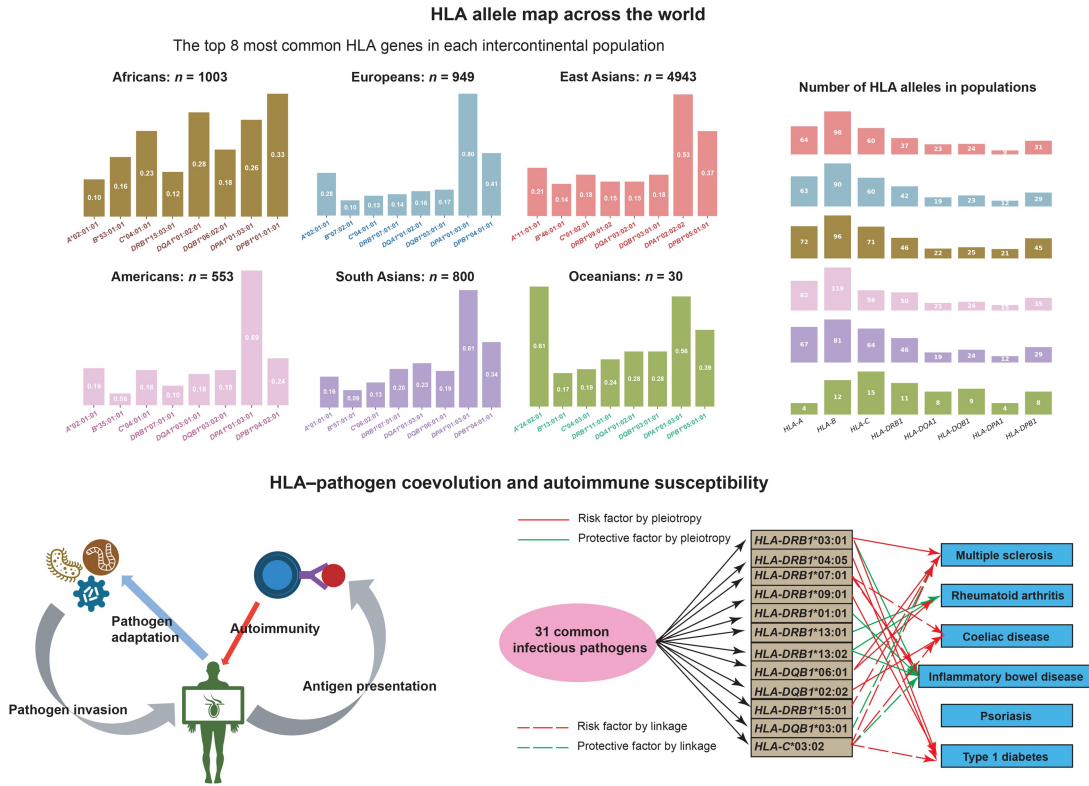 HLA allele map across the world
The top 8 most common HLA genes in each intercontinental population
Africans: n = 1003
0.10
0.16
0.23
0.12
0.28
0.18
0.26
0.33
A*02:01:01
B*53:01:01
C*04:01:01
DRB1*15:03:01
DQA1*01:02:01
DQB1*06:02:01
DPA1*01:03:01
DPB1*01:01:01
Europeans: n = 949
0.28
0.10
0.13
0.14
0.16
0.17
0.80
0.41
A*02:01:01
B*07:02:01
C*04:01:01
DRB1*07:01:01
DQA1*01:02:01
DQB1*03:01:01
DPA1*01:03:01
DPB1*04:01:01
East Asians: n = 4943
0.21
0.14
0.18
0.15
0.15
0.18
0.53
0.37
A*11:01:01
B*46:01:01
C*01:02:01
DRB1*09:01:02
DQA1*03:02:01
DQB1*03:01:01
DPA1*02:02:02
DPB1*05:01:01
Americans: n = 553
0.19
0.06
0.18
0.10
0.16
0.18
0.69
0.24
A*02:01:01
B*35:01:01
C*04:01:01
DRB1*07:01:01
DQA1*03:01:01
DQB1*03:02:01
DPA1*01:03:01
DPB1*04:02:01
South Asians: n = 800
0.16
0.09
0.13
0.20
0.23
0.19
0.61
0.34
A*01:01:01
B*57:01:01
C*06:02:01
DRB1*07:01:01
DQA1*01:03:01
DQB1*06:01:01
DPA1*01:03:01
DPB1*04:01:01
Oceanians: n = 30
0.61
0.17
0.19
0.24
0.28
0.28
0.56
0.39
A*24:02:01
B*13:01:01
C*04:03:01
DRB1*11:01:01
DQA1*01:02:01
DQB1*03:01:01
DPA1*01:03:01
DPB1*05:01:01
Number of HLA alleles in populations
64 98 60 37 23 24 9 31
63 90 60 42 19 23 12 29
72 96 71 46 22 25 21 45
82 119 56 50 21 24 35
67 81 64 46 19 24 12 29
4 12 15 11 8 9 4 8
HLA-A
HLA-B
HLA-C
HLA-DRB1
HLA-DQA1
HLA-DQB1
HLA-DPA1
HLA-DPB1
HLA–pathogen coevolution and autoimmune susceptibility
Pathogen
adaptation
Autoimmunity
Pathogen invasion
Antigen presentation
Risk factor by pleiotropy
Protective factor by pleiotropy
31 common
infectious pathogens
Risk factor by linkage
Protective factor by linkage
HLA-DRB1*03:01
HLA-DRB1*04:05
HLA-DRB1*07:01
HLA-DRB1*09:01
HLA-DRB1*01:01
HLA-DRB1*13:01
HLA-DRB1*13:02
HLA-DQB1*06:01
HLA-DQB1*02:02
HLA-DRB1*15:01
HLA-DQB1*03:01
HLA-C*03:02
Multiple sclerosis
Rheumatoid arthritis
Coeliac disease
Inflammatory bowel disease
Psoriasis
Type 1 diabetes